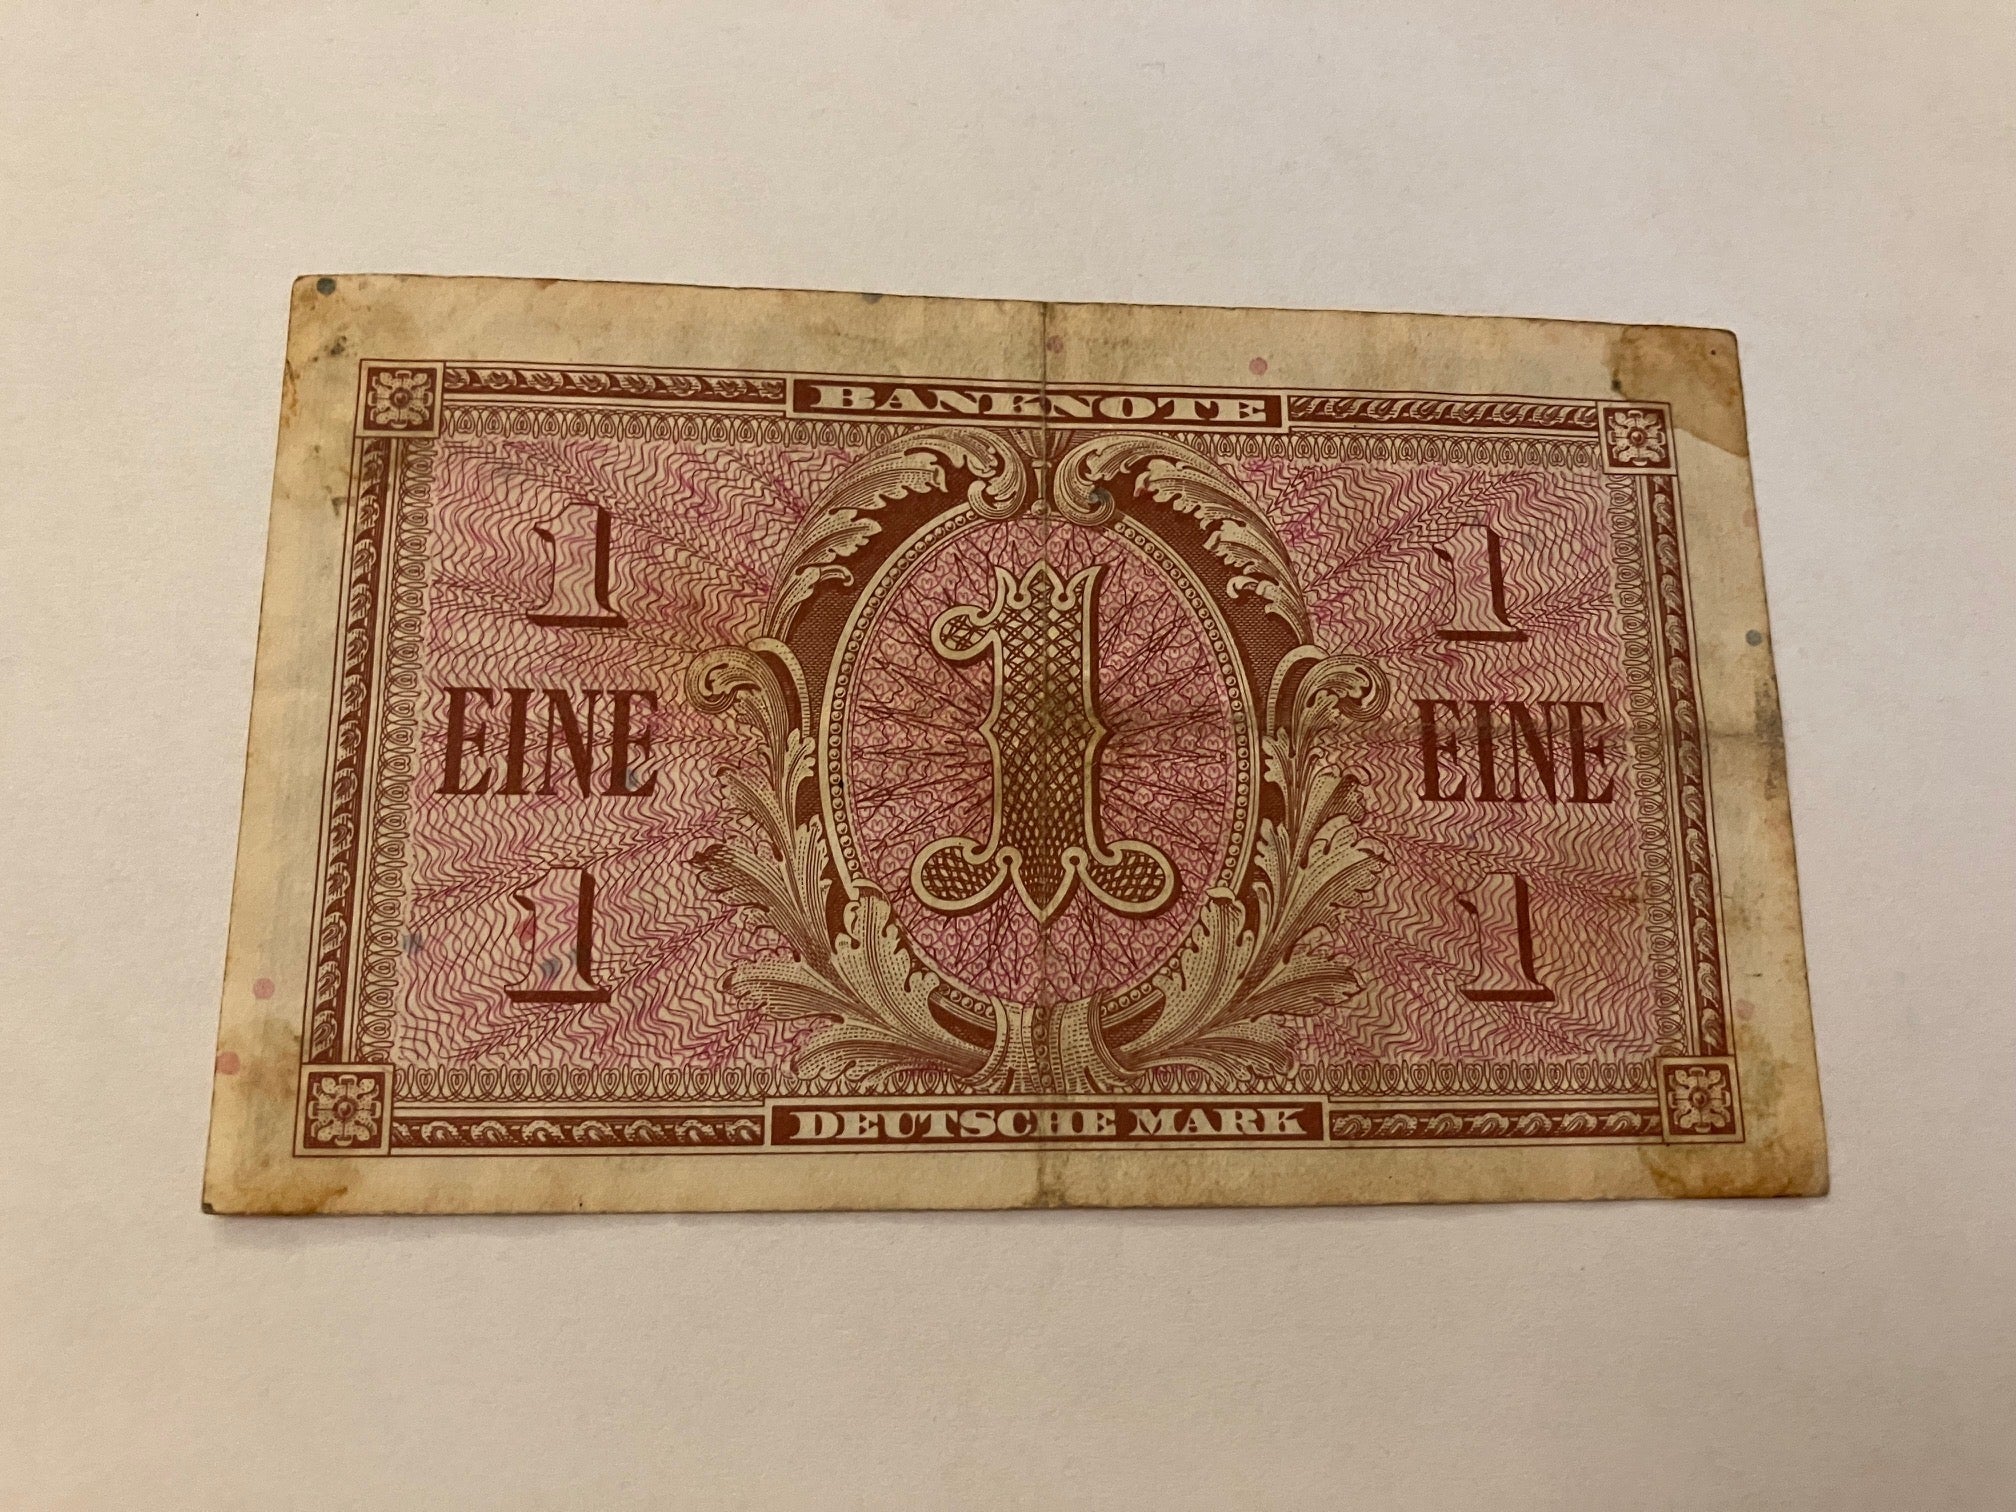 BANKNOTE
1 1
1
EINE EINE
1 1
DEUTSCHE MARK